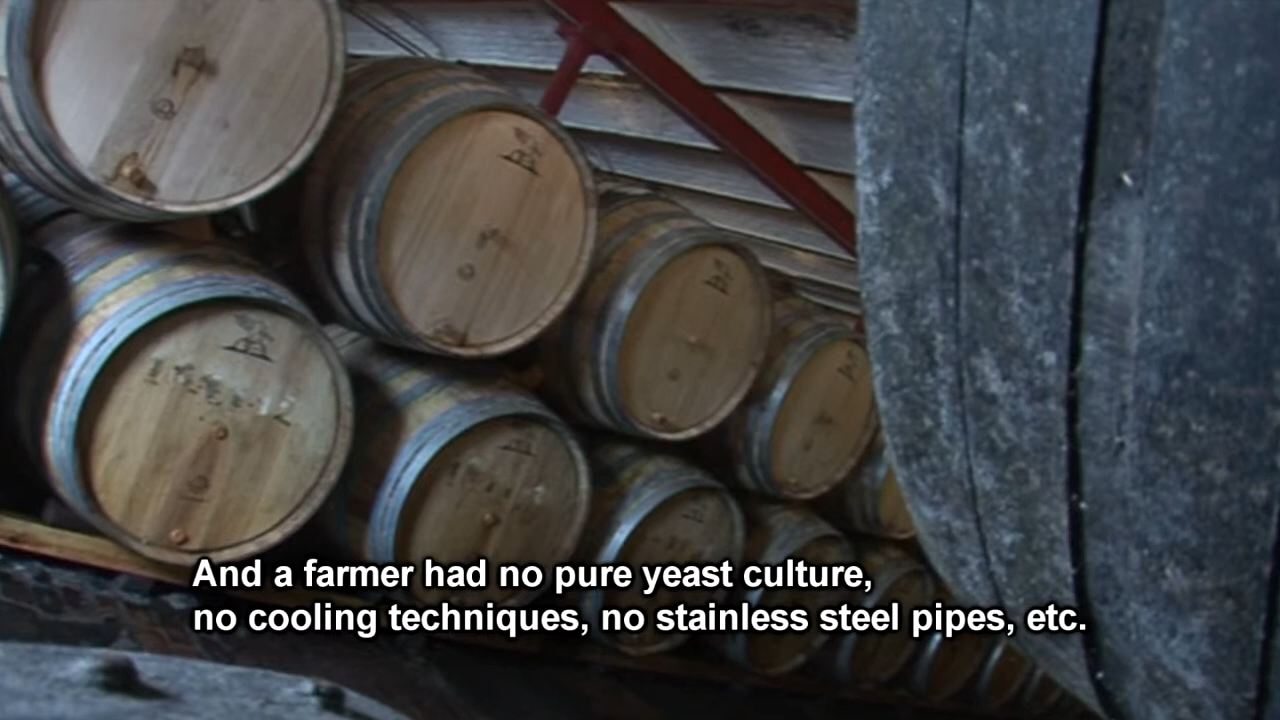 And a farmer had no pure yeast culture,
no cooling techniques, no stainless steel pipes, etc.